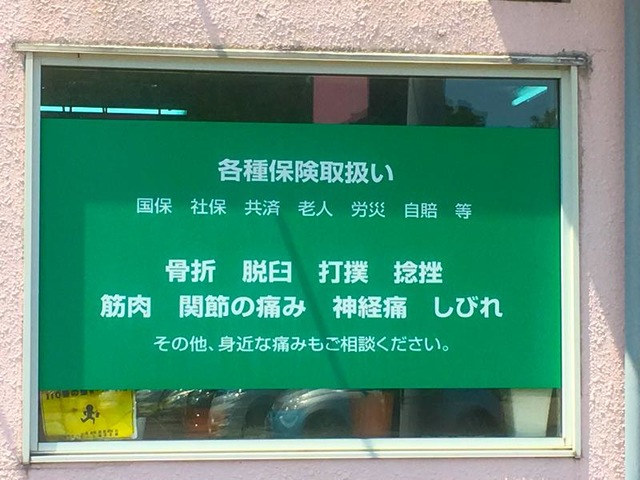 各種保険取扱い
国保 社保 共済 老人 労災 自賠 等
骨折 脱臼 打撲 捻挫
筋肉 関節の痛み 神経痛 しびれ
その他、身近な痛みもご相談ください。